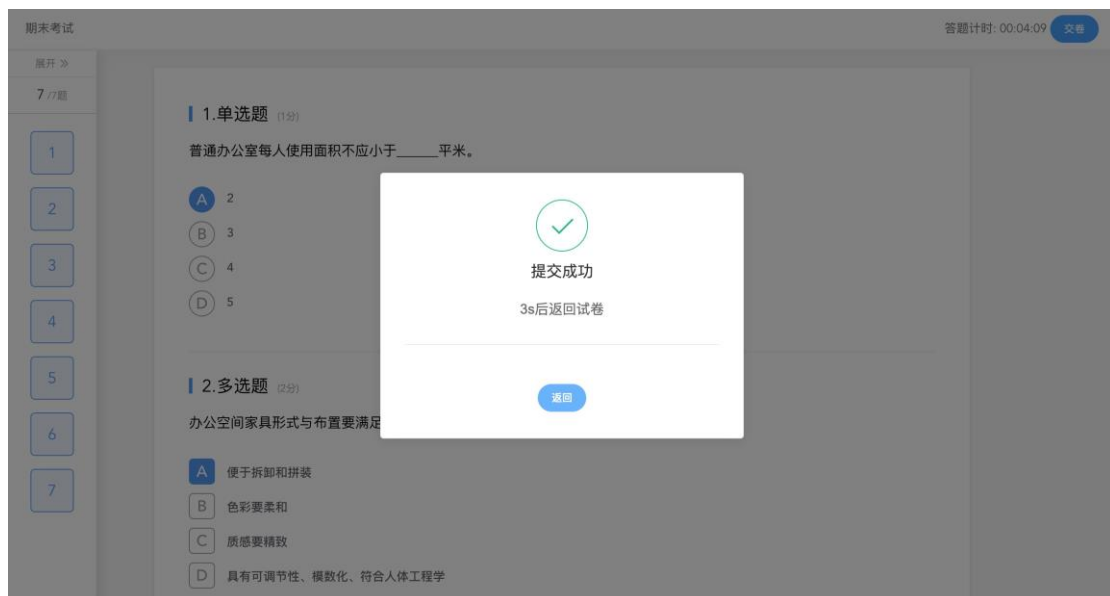 期末考试
答题计时: 00:04:09 交卷
展开 »
7 /7题
1
2
3
4
5
6
7
1.单选题 (1分)
普通办公室每人使用面积不应小于_____平米。
A 2
B 3
C 4
D 5
2.多选题 (2分)
办公空间家具形式与布置要满足
A 便于拆卸和拼装
B 色彩要柔和
C 质感要精致
D 具有可调节性、模数化、符合人体工程学
提交成功
3s后返回试卷
返回